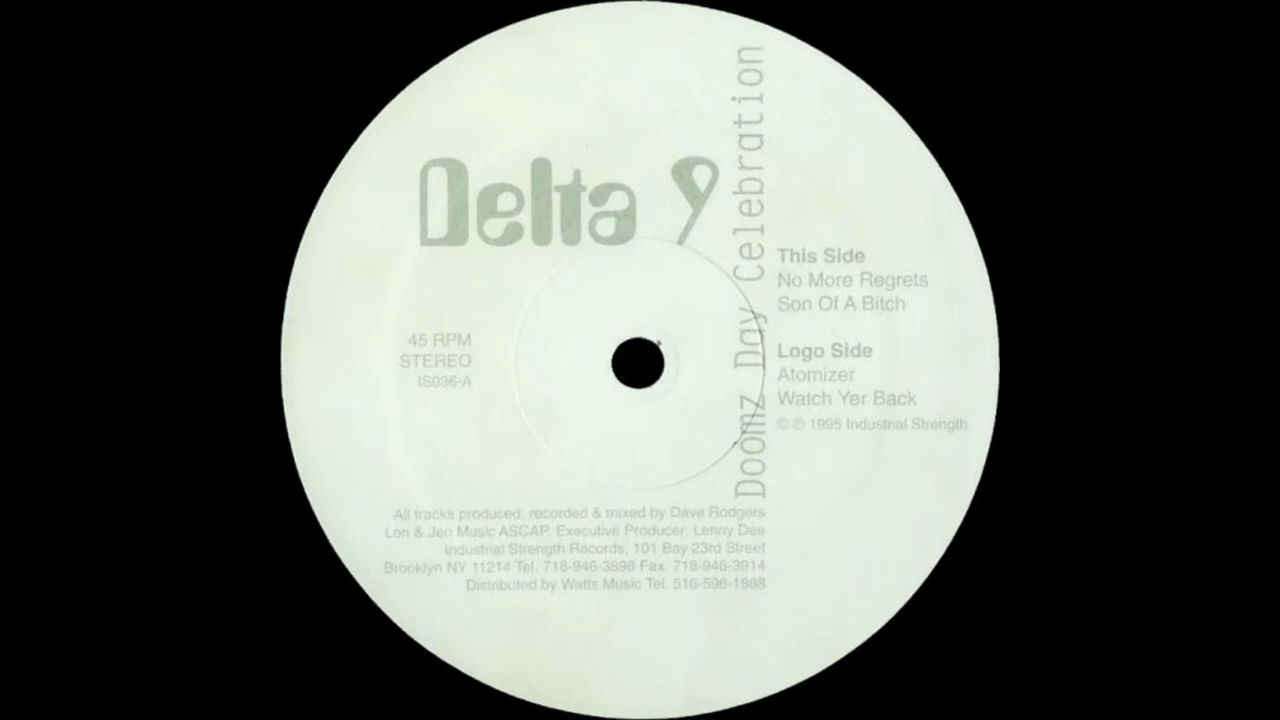 Delta 9
Doomz Day Celebration
This Side
No More Regrets
Son Of A Bitch
45 RPM
STEREO
IS036-A
Logo Side
Atomizer
Watch Yer Back
© ℗ 1995 Industrial Strength
All tracks produced, recorded & mixed by Dave Rodgers
Lon & Jen Music ASCAP. Executive Producer. Lenny Dee
Industrial Strength Records, 101 Bay 23rd Street
Brooklyn NY 11214 Tel. 718-946-3898 Fax. 718-946-3914
Distributed by Watts Music Tel. 516-596-1888